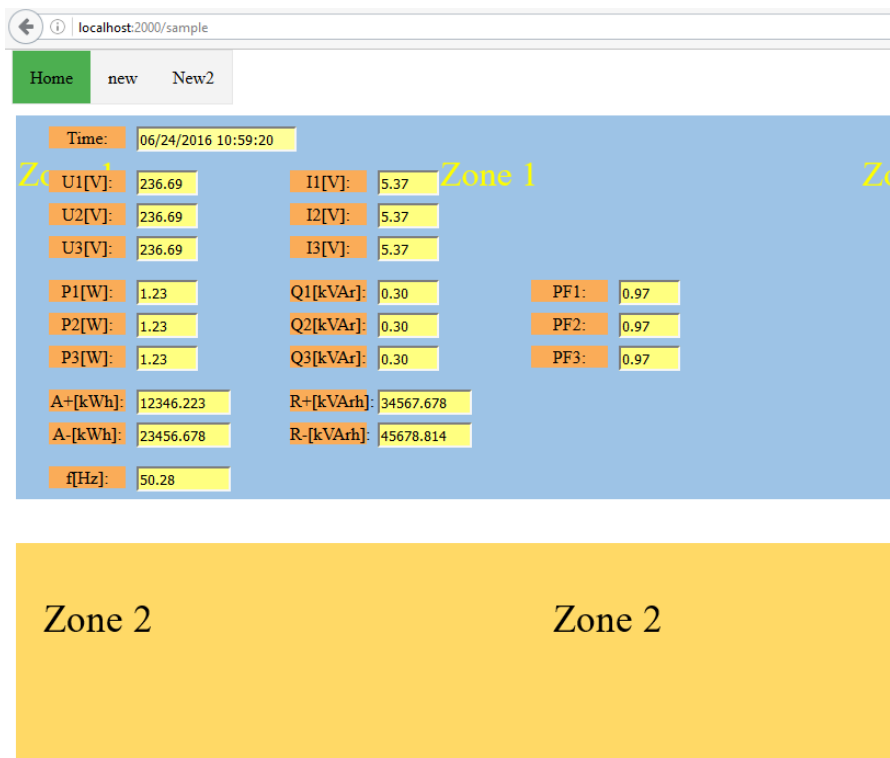 localhost:2000/sample
Home new New2
Time: 06/24/2016 10:59:20
Zone 1
U1[V]: 236.69 I1[V]: 5.37
U2[V]: 236.69 I2[V]: 5.37
U3[V]: 236.69 I3[V]: 5.37
P1[W]: 1.23 Q1[kVAr]: 0.30 PF1: 0.97
P2[W]: 1.23 Q2[kVAr]: 0.30 PF2: 0.97
P3[W]: 1.23 Q3[kVAr]: 0.30 PF3: 0.97
A+[kWh]: 12346.223 R+[kVArh]: 34567.678
A-[kWh]: 23456.678 R-[kVArh]: 45678.814
f[Hz]: 50.28
Zone 2 Zone 2